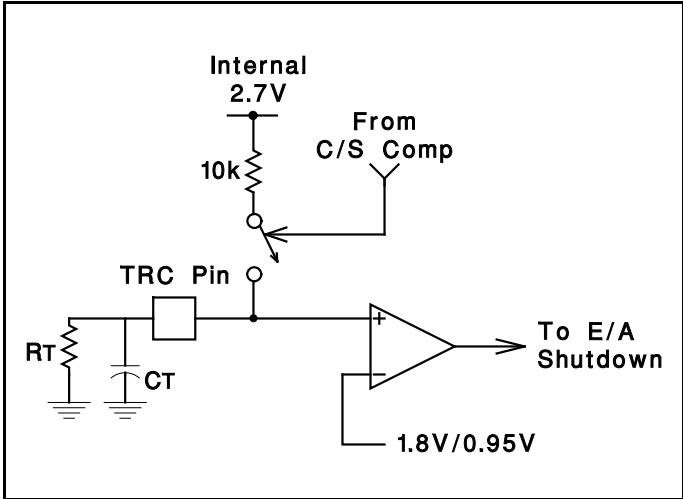 Internal
2.7V
From
C/S Comp
10k
TRC Pin
+
To E/A
Shutdown
RT
CT
−
1.8V/0.95V